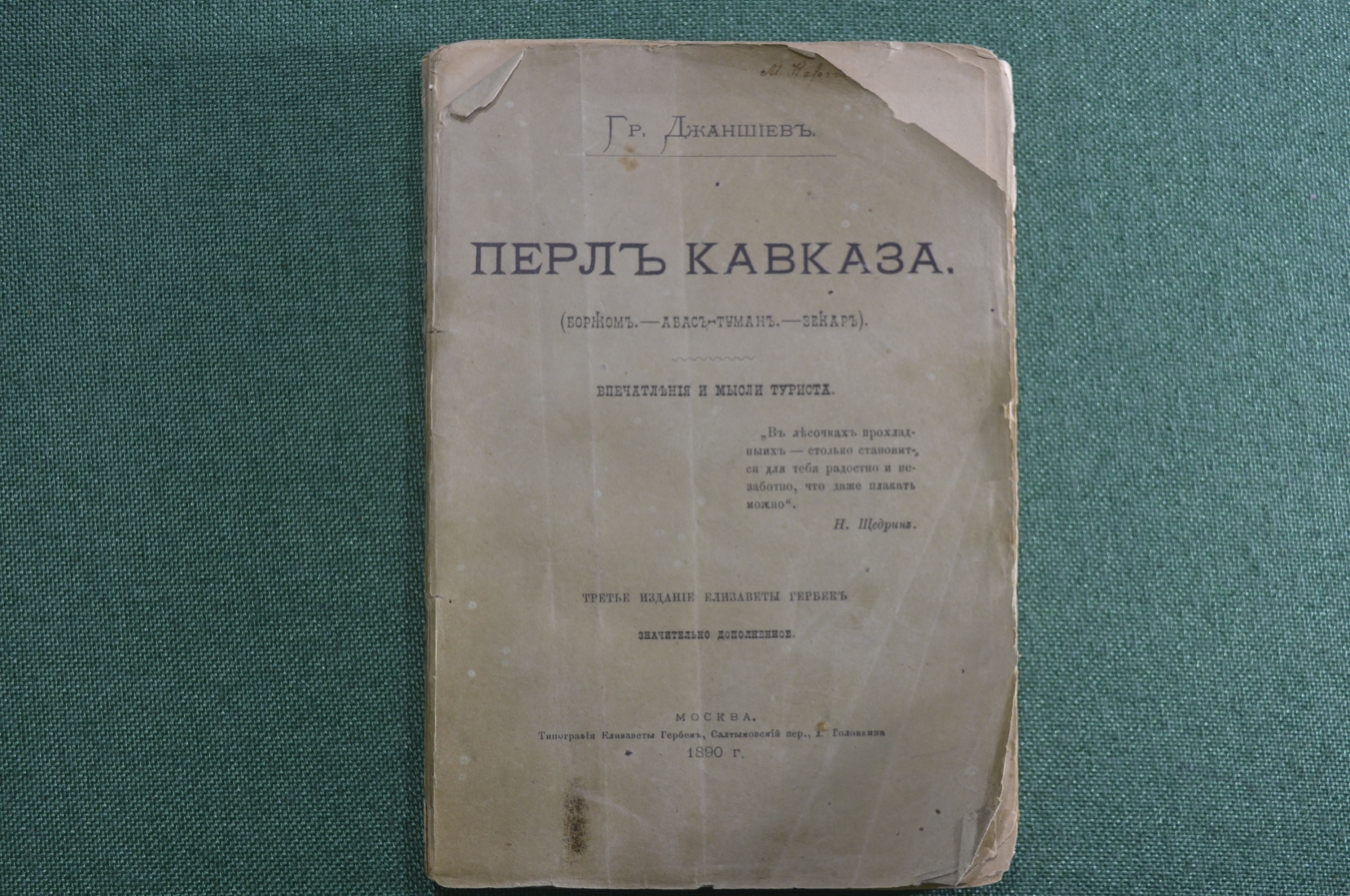 Гр. Джаншіевъ.
ПЕРЛЪ КАВКАЗА.
(БОРЖОМЪ.—АБАСЪ-ТУМАНЪ.—ЗЕКАРЪ).
ВПЕЧАТЛѢНІЯ И МЫСЛИ ТУРИСТА.
„Въ лѣсочкахъ прохлад-
ныихъ — столько становит-
ся для тебя радостно и не-
заботно, что даже плакать
можно“.
Н. Щедринъ.
ТРЕТЬЕ ИЗДАНІЕ ЕЛИЗАВЕТЫ ГЕРБЕКЪ
ЗНАЧИТЕЛЬНО ДОПОЛНЕННОЕ.
МОСКВА.
Типографія Елизаветы Гербекъ, Салтыковскій пер., д. Головкина
1890 г.